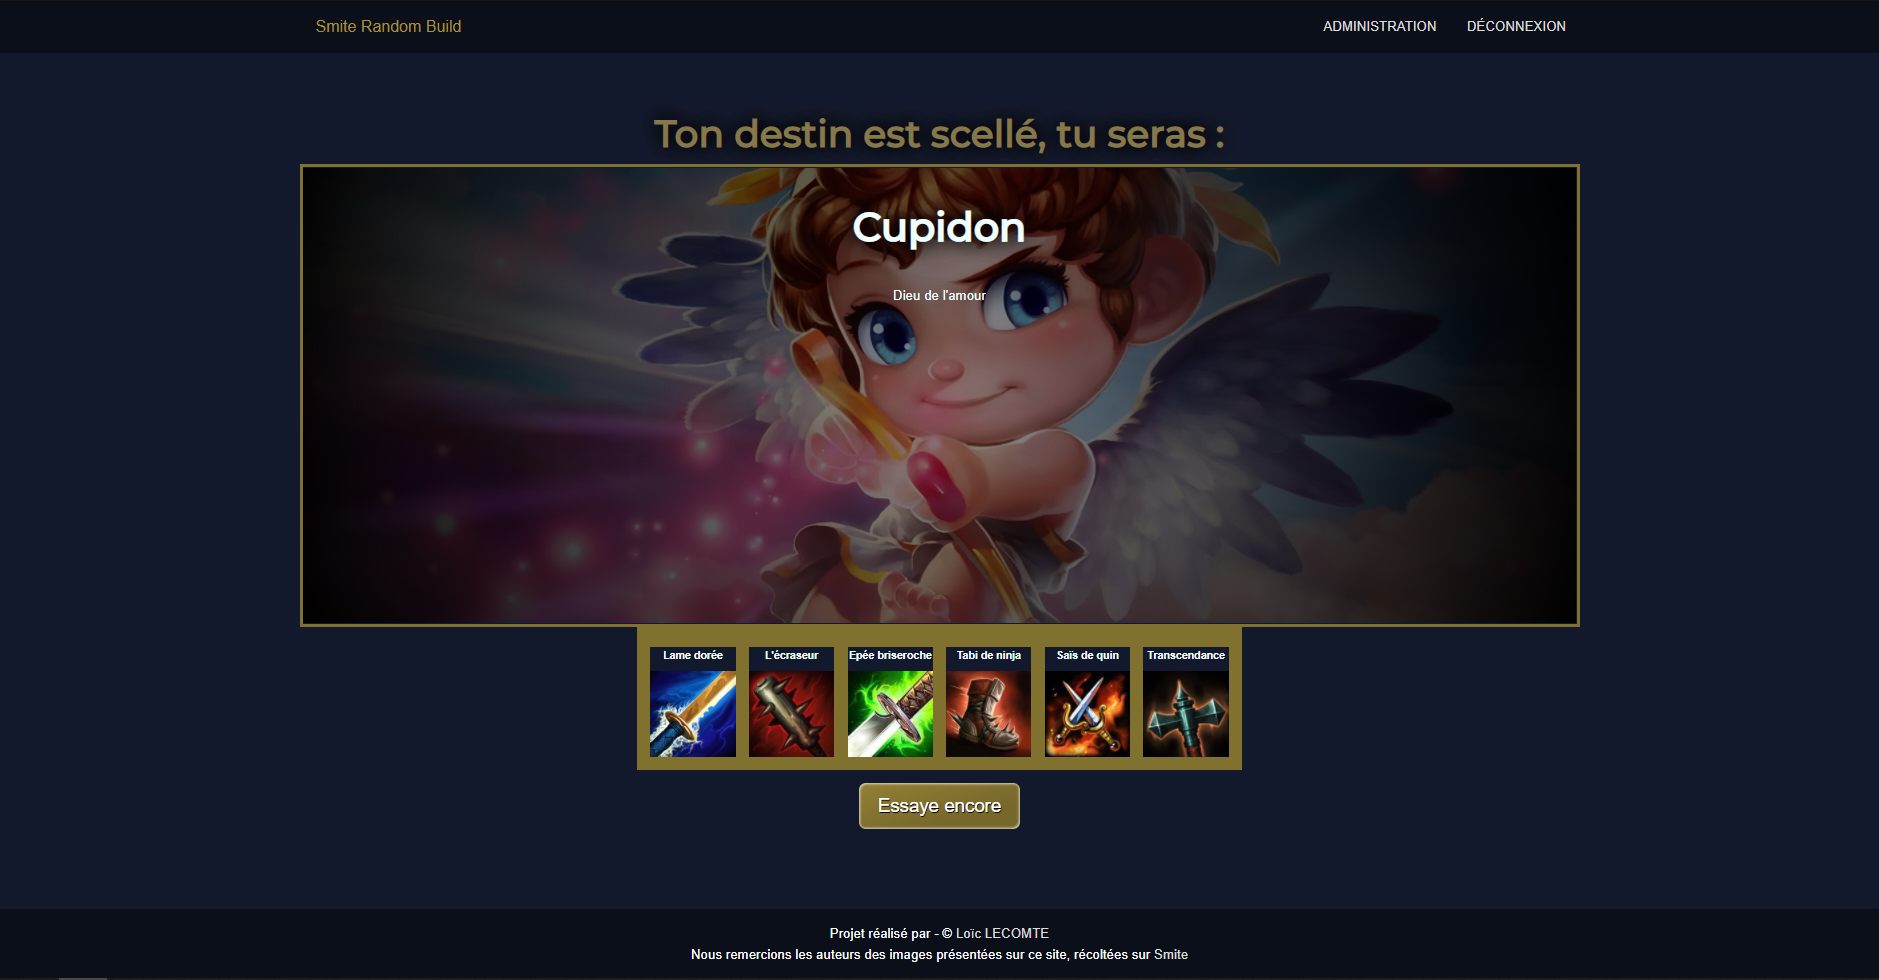 Smite Random Build
ADMINISTRATION
DÉCONNEXION
Ton destin est scellé, tu seras :
Cupidon
Dieu de l'amour
Lame dorée
L'écraseur
Epée briseroche
Tabi de ninja
Saïs de quin
Transcendance
Essaye encore
Projet réalisé par - © Loïc LECOMTE
Nous remercions les auteurs des images présentées sur ce site, récoltées sur Smite